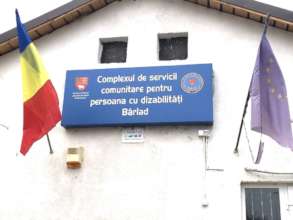 Complexul de servicii
comunitare pentru
persoana cu dizabilități
Bârlad